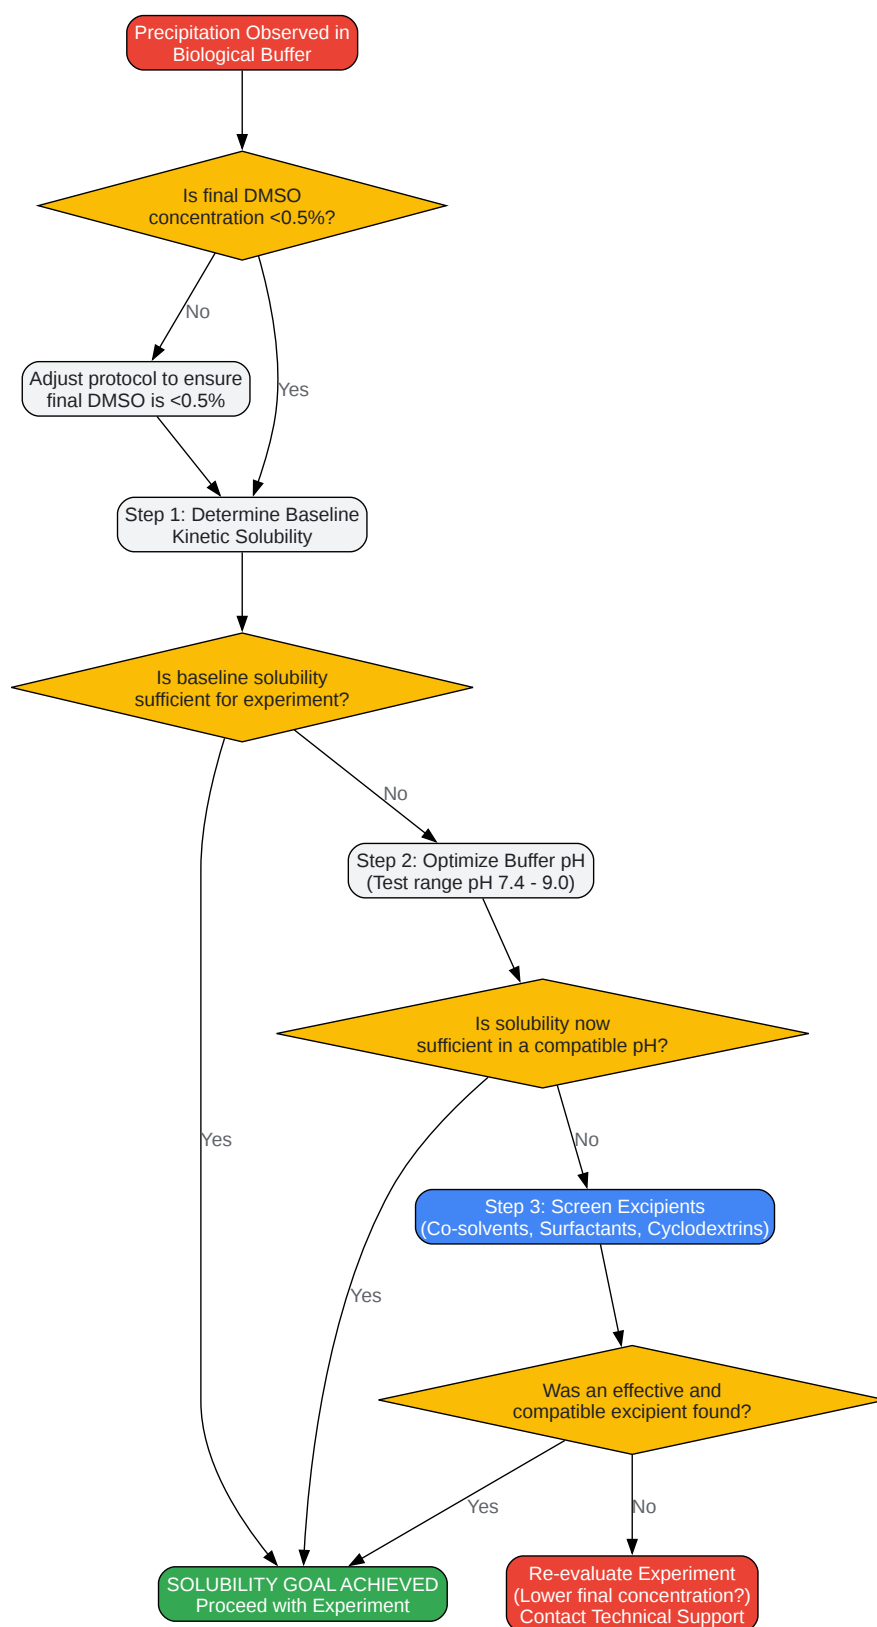 Precipitation Observed in
Biological Buffer
Is final DMSO
concentration <0.5%?
No
Yes
Adjust protocol to ensure
final DMSO is <0.5%
Step 1: Determine Baseline
Kinetic Solubility
Is baseline solubility
sufficient for experiment?
No
Step 2: Optimize Buffer pH
(Test range pH 7.4 - 9.0)
Is solubility now
sufficient in a compatible pH?
Yes
No
Step 3: Screen Excipients
(Co-solvents, Surfactants, Cyclodextrins)
Yes
Was an effective and
compatible excipient found?
Yes
No
SOLUBILITY GOAL ACHIEVED
Proceed with Experiment
Re-evaluate Experiment
(Lower final concentration?)
Contact Technical Support